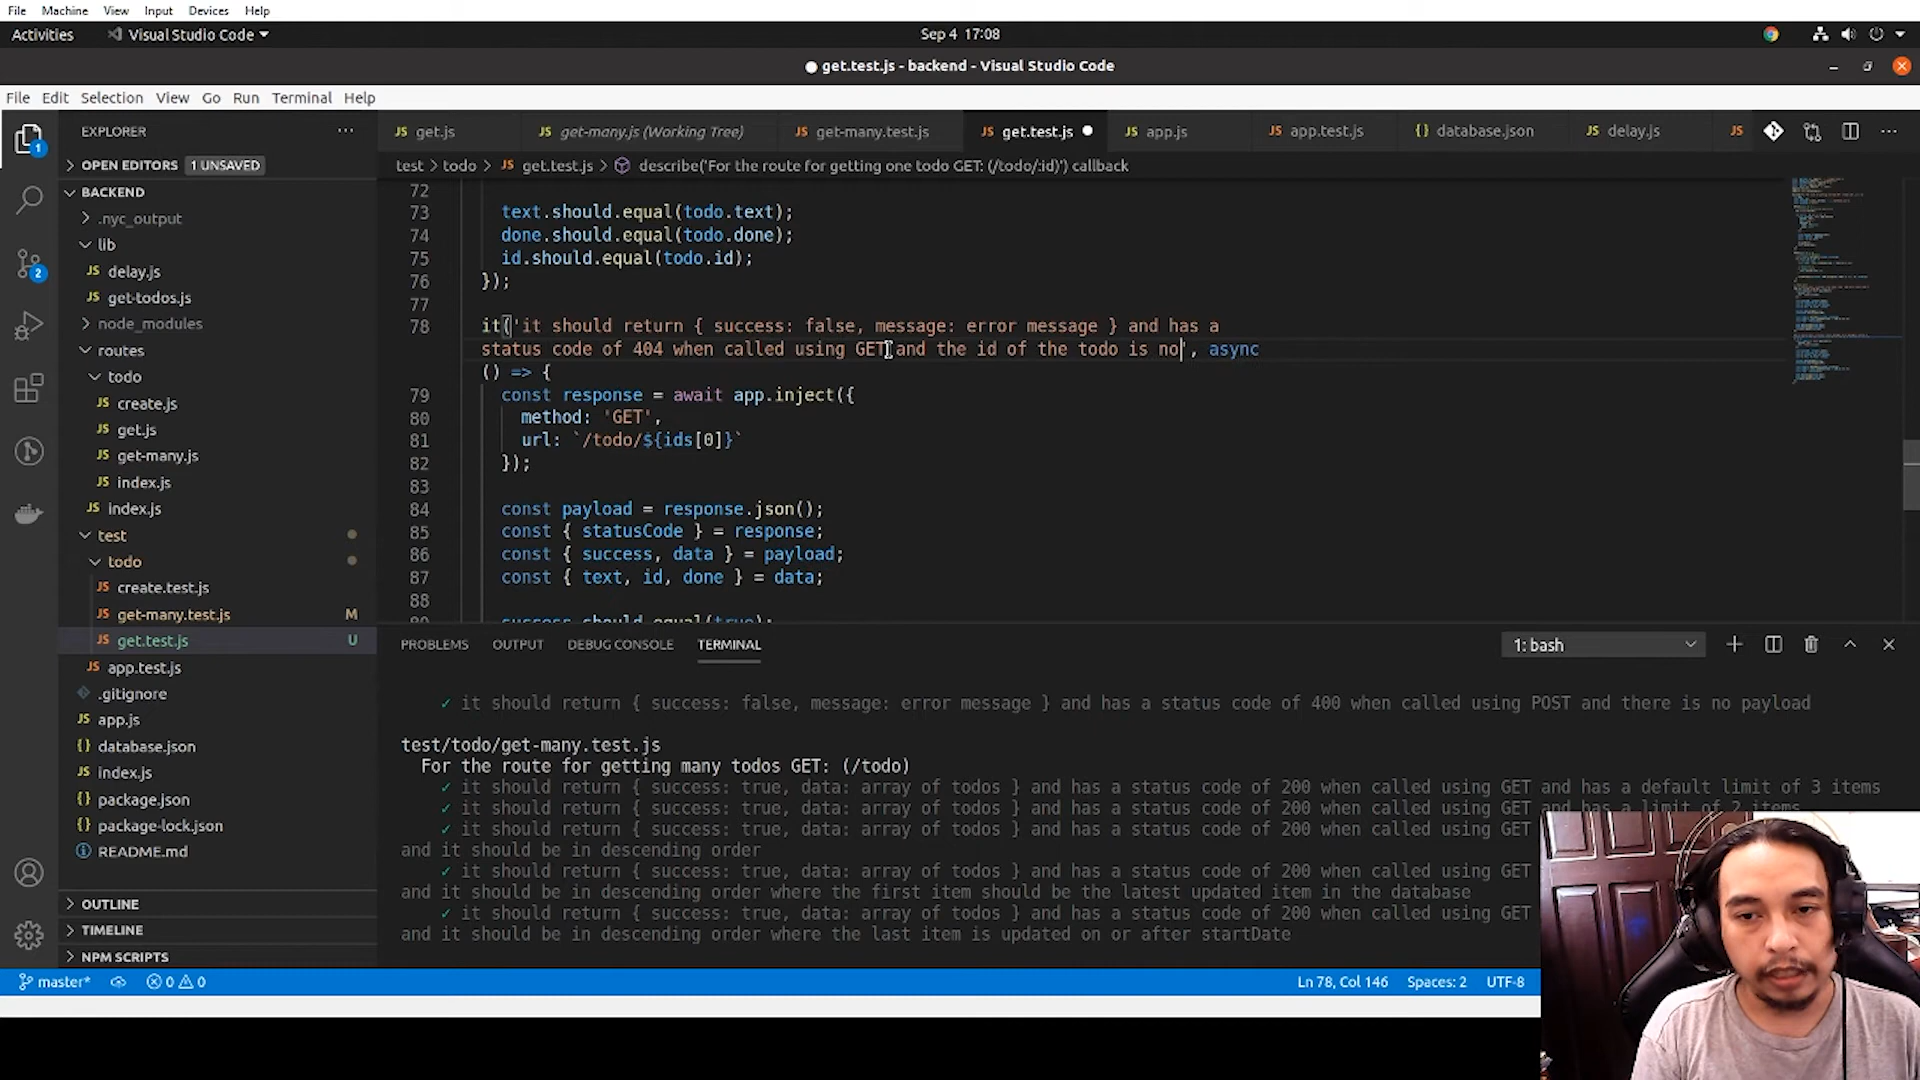 File Machine View Input Devices Help
Activities Visual Studio Code Sep 4 17:08
get.test.js - backend - Visual Studio Code
File Edit Selection View Go Run Terminal Help
EXPLORER
OPEN EDITORS 1 UNSAVED
BACKEND
.nyc_output
lib
JS delay.js
JS get-todos.js
node_modules
routes
todo
JS create.js
JS get.js
JS get-many.js
JS index.js
JS index.js
test
todo
JS create.test.js
JS get-many.test.js M
JS get.test.js U
JS app.test.js
.gitignore
JS app.js
{} database.json
JS index.js
{} package.json
{} package-lock.json
README.md
OUTLINE
TIMELINE
NPM SCRIPTS
1
2
JS get.js JS get-many.js (Working Tree) JS get-many.test.js JS get.test.js JS app.js JS app.test.js {} database.json JS delay.js JS
test > todo > JS get.test.js > describe('For the route for getting one todo GET: (/todo/:id)') callback
72
73 text.should.equal(todo.text);
74 done.should.equal(todo.done);
75 id.should.equal(todo.id);
76 });
77
78 it('it should return { success: false, message: error message } and has a
status code of 404 when called using GET and the id of the todo is no', async
() => {
79 const response = await app.inject({
80 method: 'GET',
81 url: `/todo/${ids[0]}`
82 });
83
84 const payload = response.json();
85 const { statusCode } = response;
86 const { success, data } = payload;
87 const { text, id, done } = data;
88
89 success.should.equal(true);
PROBLEMS OUTPUT DEBUG CONSOLE TERMINAL 1: bash
✓ it should return { success: false, message: error message } and has a status code of 400 when called using POST and there is no payload
test/todo/get-many.test.js
For the route for getting many todos GET: (/todo)
✓ it should return { success: true, data: array of todos } and has a status code of 200 when called using GET and has a default limit of 3 items
✓ it should return { success: true, data: array of todos } and has a status code of 200 when called using GET and has a limit of 2 items
✓ it should return { success: true, data: array of todos } and has a status code of 200 when called using GET
and it should be in descending order
✓ it should return { success: true, data: array of todos } and has a status code of 200 when called using GET
and it should be in descending order where the first item should be the latest updated item in the database
✓ it should return { success: true, data: array of todos } and has a status code of 200 when called using GET
and it should be in descending order where the last item is updated on or after startDate
master* 0 0 Ln 78, Col 146 Spaces: 2 UTF-8